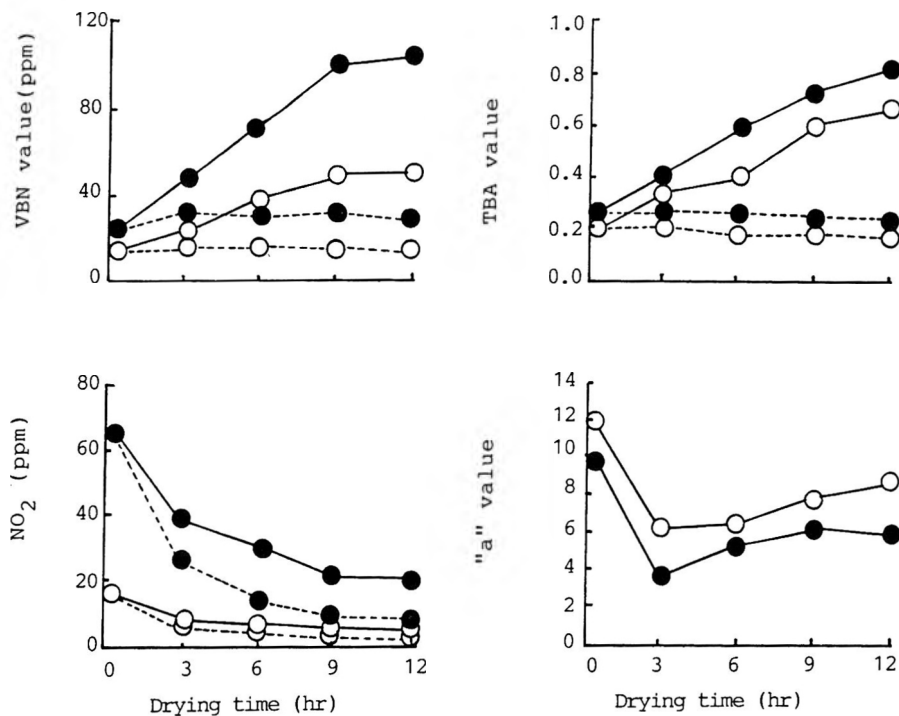 VBN value(ppm)
120
80
40
0
TBA value
1.0
0.8
0.6
0.4
0.2
0.0
NO2 (ppm)
80
60
40
20
0
0 3 6 9 12
Drying time (hr)
"a" value
14
12
10
8
6
4
2
0
0 3 6 9 12
Drying time (hr)